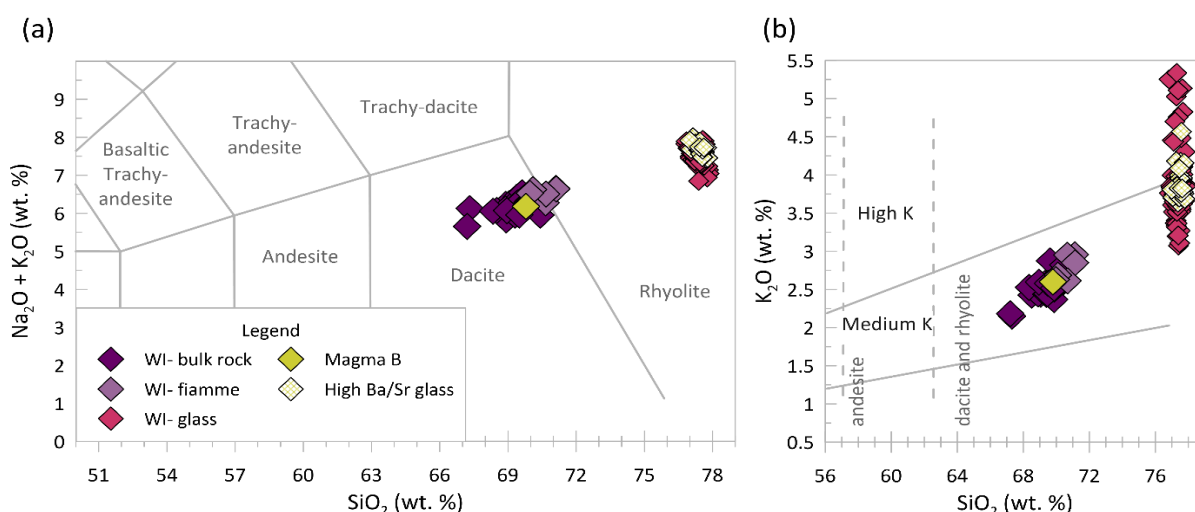 (a)
Na₂O + K₂O (wt. %)
9
8
7
6
5
4
3
2
1
0
Trachy-dacite
Trachy-
andesite
Basaltic
Trachy-
andesite
Andesite
Dacite
Rhyolite
Legend
WI- bulk rock
WI- fiamme
WI- glass
Magma B
High Ba/Sr glass
51 54 57 60 63 66 69 72 75 78
SiO₂ (wt. %)
(b)
K₂O (wt. %)
5.5
5
4.5
4
3.5
3
2.5
2
1.5
1
0.5
High K
Medium K
andesite
dacite and rhyolite
56 60 64 68 72 76
SiO₂ (wt. %)